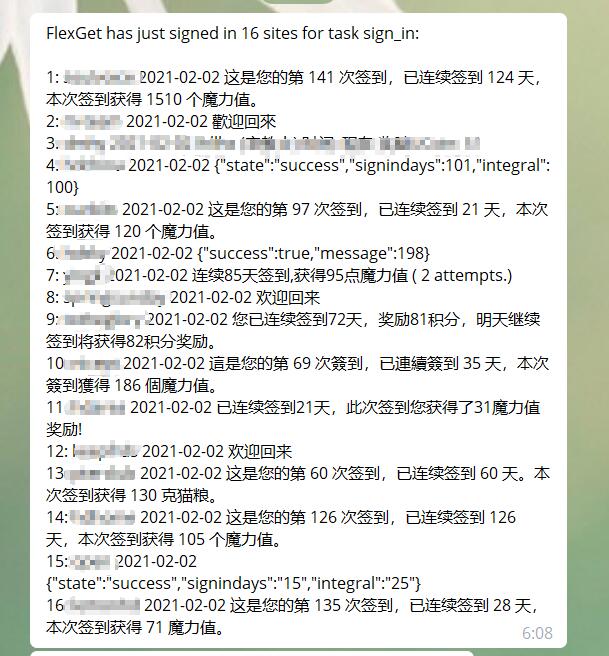 FlexGet has just signed in 16 sites for task sign_in:
1: 2021-02-02 这是您的第 141 次签到，已连续签到 124 天，
本次签到获得 1510 个魔力值。
2: 2021-02-02 歡迎回來
3:
4: 2021-02-02 {"state":"success","signindays":101,"integral":
100}
5: 2021-02-02 这是您的第 97 次签到，已连续签到 21 天，本次
签到获得 120 个魔力值。
6: 2021-02-02 {"success":true,"message":198}
7: 2021-02-02 连续85天签到,获得95点魔力值 ( 2 attempts.)
8: 2021-02-02 欢迎回来
9: 2021-02-02 您已连续签到72天，奖励81积分，明天继续
签到将获得82积分奖励。
10 2021-02-02 這是您的第 69 次簽到，已連續簽到 35 天，本次
簽到獲得 186 個魔力值。
11 2021-02-02 已连续签到21天，此次签到您获得了31魔力值
奖励!
12: 2021-02-02 欢迎回来
13 2021-02-02 这是您的第 60 次签到，已连续签到 60 天。本
次签到获得 130 克猫粮。
14: 2021-02-02 这是您的第 126 次签到，已连续签到 126
天，本次签到获得 105 个魔力值。
15: 2021-02-02
{"state":"success","signindays":"15","integral":"25"}
16 2021-02-02 这是您的第 135 次签到，已连续签到 28 天，
本次签到获得 71 魔力值。
6:08